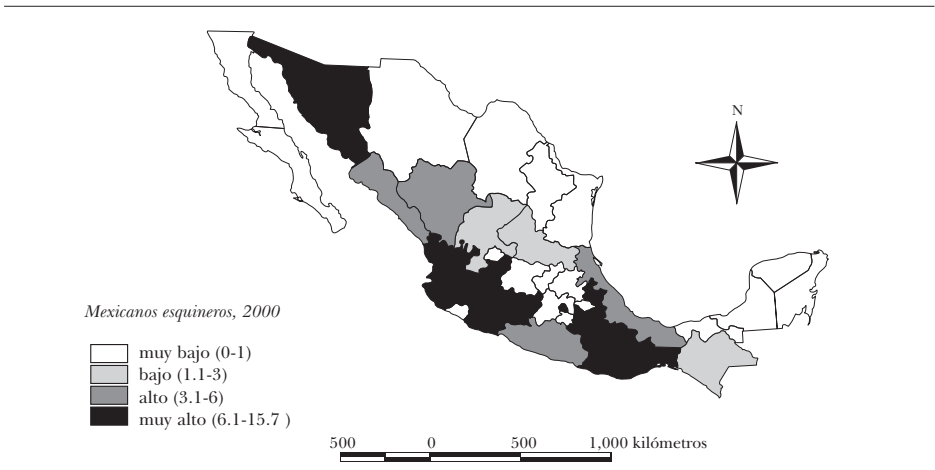 N
Mexicanos esquineros, 2000
muy bajo (0-1)
bajo (1.1-3)
alto (3.1-6)
muy alto (6.1-15.7 )
500 0 500 1,000 kilómetros